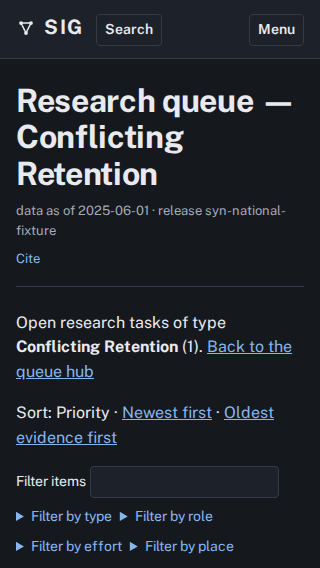 SIG Search Menu
Research queue —
Conflicting
Retention
data as of 2025-06-01 · release syn-national-
fixture
Cite
Open research tasks of type
Conflicting Retention (1). Back to the
queue hub
Sort: Priority · Newest first · Oldest
evidence first
Filter items
▶ Filter by type ▶ Filter by role
▶ Filter by effort ▶ Filter by place